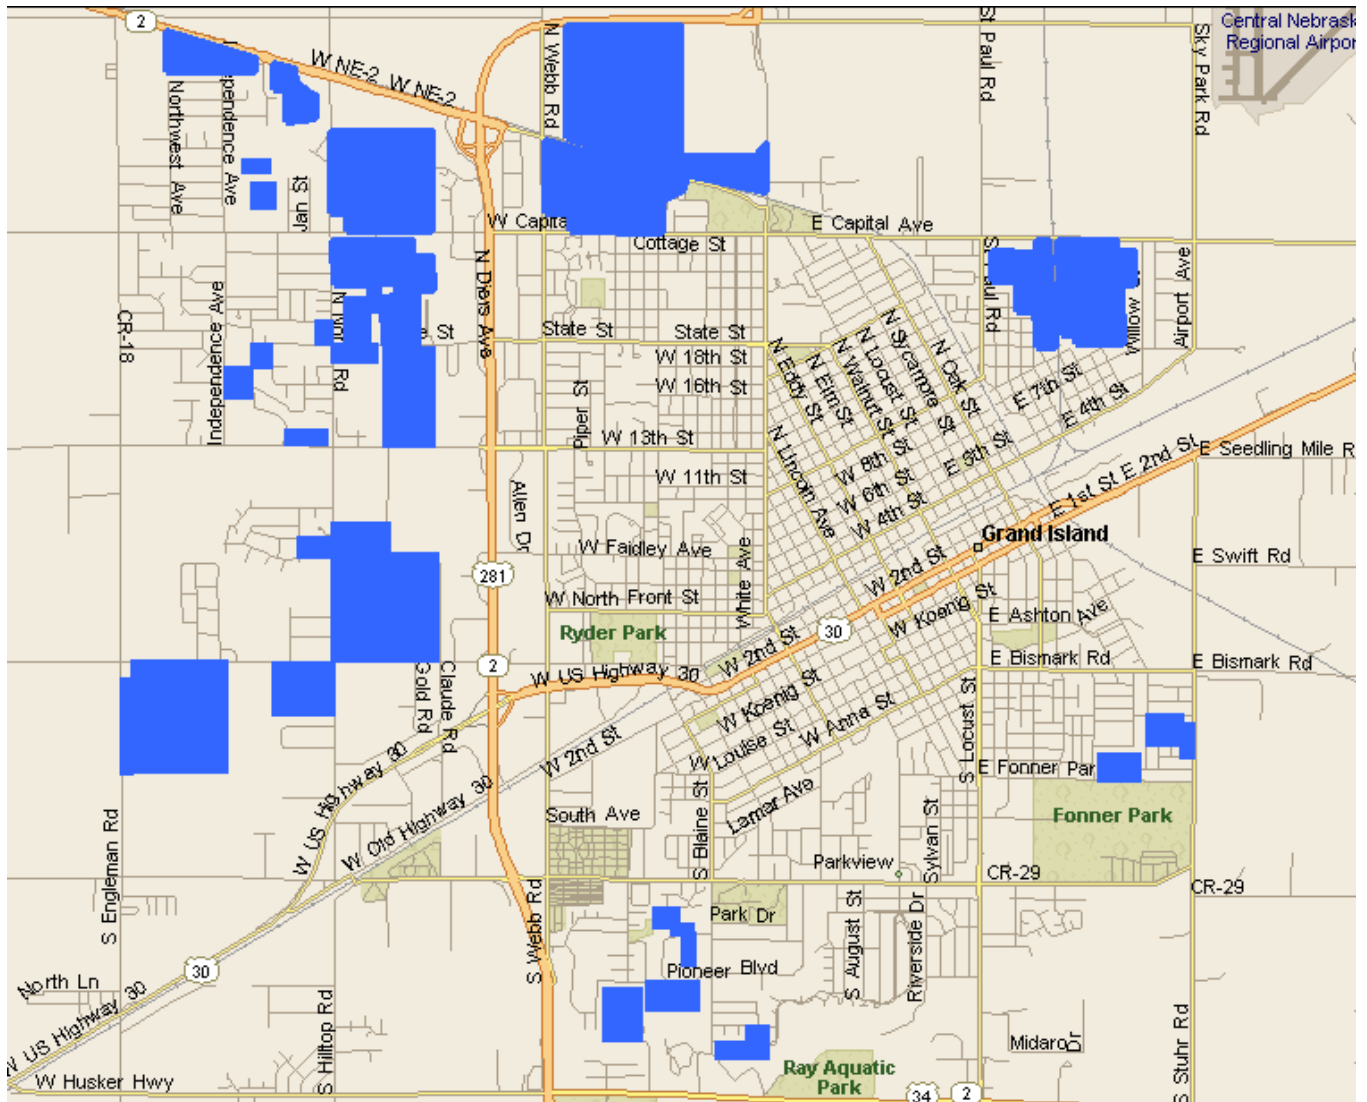 2
W NE-2
W NE-2
N Webb Rd
St Paul Rd
Sky Park Rd
Central Nebrask
Regional Airpor
Northwest Ave
ependence Ave
Jan St
W Capita
E Capital Ave
Cottage St
N Diers Ave
CR-18
Independence Ave
Rd
e St
State St
State St
W 18th St
W 16th St
Piper St
W 13th St
W 11th St
N Eddy St
N Elm St
N Walnut St
N Locust St
N Sycamore St
N Oak St
N Lincoln Ave
W 8th St
W 6th St
W 4th St
E 5th St
E 7th St
E 4th St
Paul Rd
Airport Ave
E Seedling Mile R
E 1st St
E 2nd St
Allen Dr
W Faidley Ave
White Ave
W North Front St
Grand Island
W 2nd St
E Swift Rd
281
Ryder Park
30
W Koenig St
E Ashton Ave
2
W US Highway 30
W 2nd St
E Bismark Rd
E Bismark Rd
Gold Rd
Claude Rd
W Koenig St
W Louise St
W Anna St
S Locust St
W 2nd St
W US Highway 30
W Old Highway 30
E Fonner Par
Fonner Park
S Engleman Rd
South Ave
S Blaine St
Lamar Ave
Sylvan St
Parkview
CR-29
CR-29
S Webb Rd
Park Dr
S August St
Riverside Dr
Pioneer Blvd
30
North Ln
W US Highway 30
S Hilltop Rd
W Husker Hwy
Midaro Dr
S Stuhr Rd
Ray Aquatic
Park
34
2